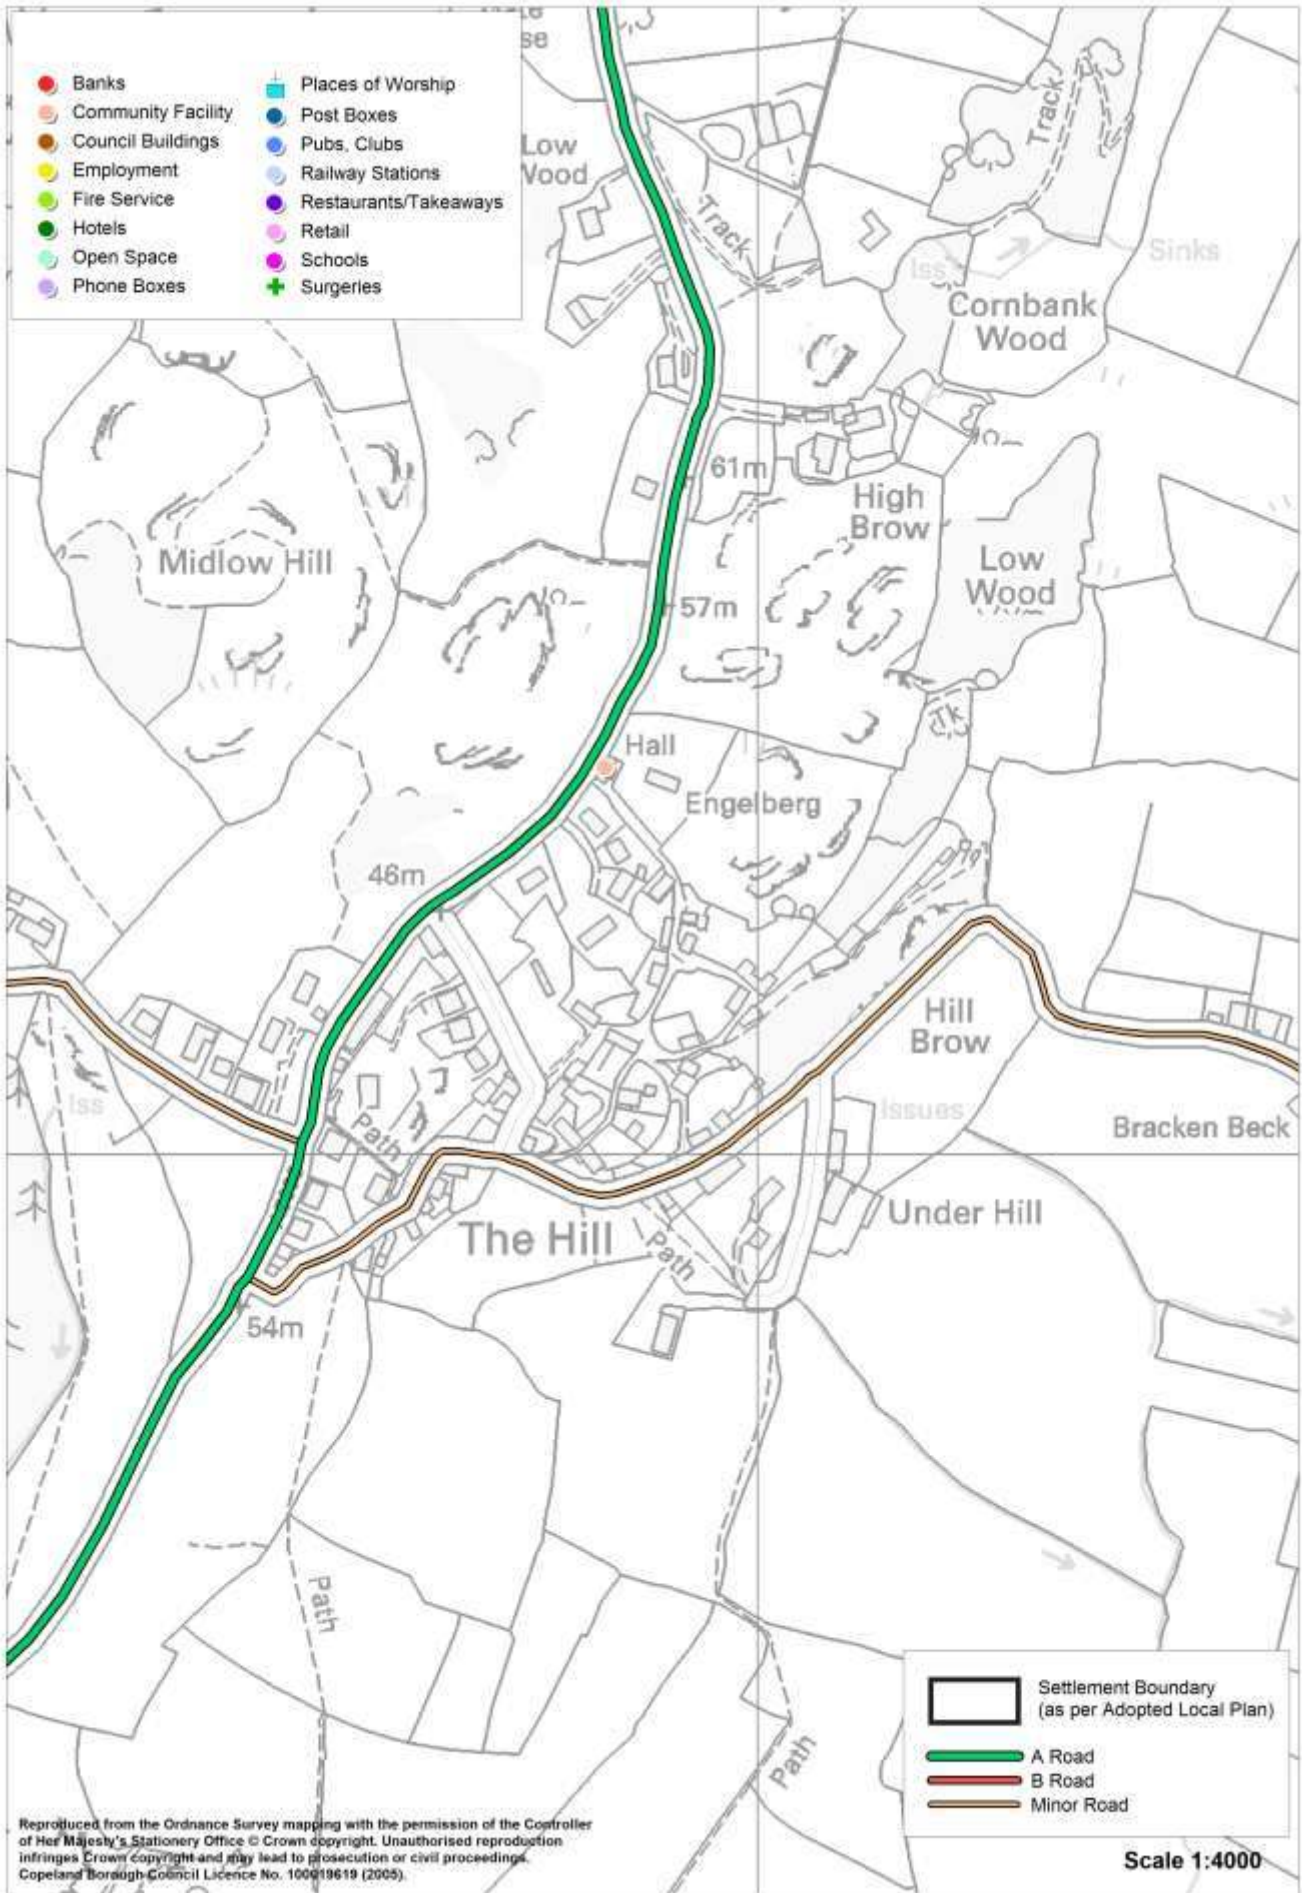 Banks
Community Facility
Council Buildings
Employment
Fire Service
Hotels
Open Space
Phone Boxes
Places of Worship
Post Boxes
Pubs, Clubs
Railway Stations
Restaurants/Takeaways
Retail
Schools
Surgeries
Low
Wood
Track
Track
Iss
Sinks
Cornbank
Wood
61m
High
Brow
Midlow Hill
Low
Wood
57m
Tk
Hall
Engelberg
46m
Hill
Brow
Iss
Issues
Path
Bracken Beck
The Hill
Under Hill
Path
54m
Path
Path
Settlement Boundary
(as per Adopted Local Plan)
A Road
B Road
Minor Road
Reproduced from the Ordnance Survey mapping with the permission of the Controller
of Her Majesty's Stationery Office © Crown copyright. Unauthorised reproduction
infringes Crown copyright and may lead to prosecution or civil proceedings.
Copeland Borough Council Licence No. 100019619 (2005).
Scale 1:4000